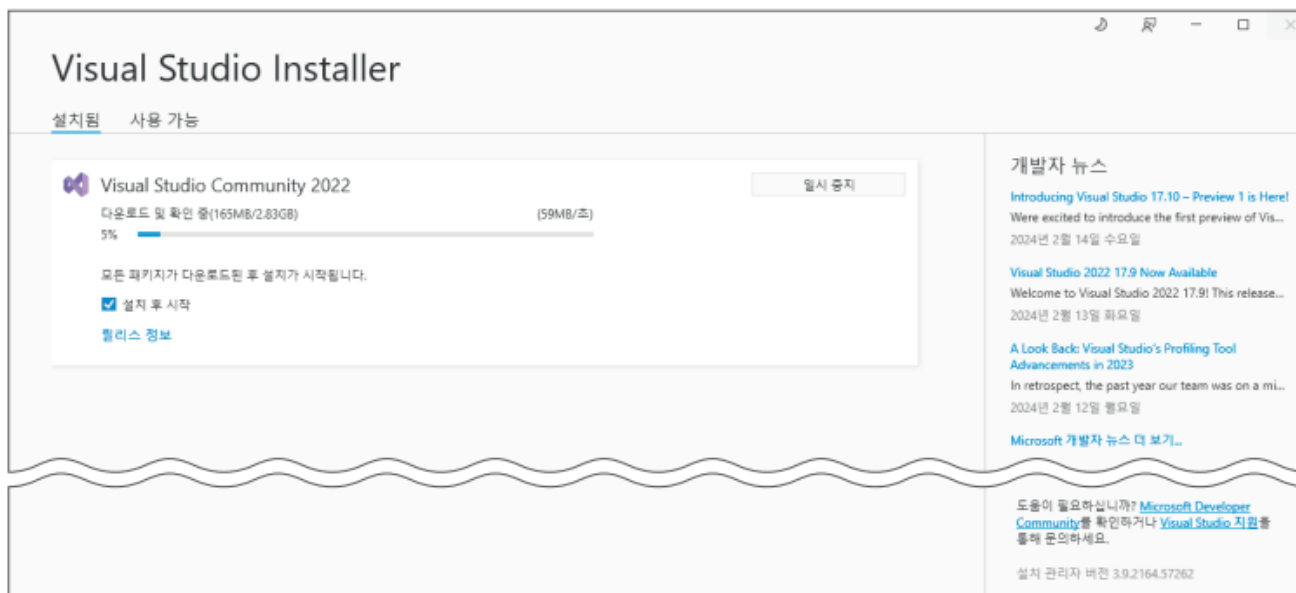 Visual Studio Installer
설치됨 사용 가능
Visual Studio Community 2022
일시 중지
다운로드 및 확인 중(165MB/2.83GB) (59MB/초)
5%
모든 패키지가 다운로드된 후 설치가 시작됩니다.
설치 후 시작
릴리스 정보
개발자 뉴스
Introducing Visual Studio 17.10 – Preview 1 is Here!
Were excited to introduce the first preview of Vis...
2024년 2월 14일 수요일
Visual Studio 2022 17.9 Now Available
Welcome to Visual Studio 2022 17.9! This release...
2024년 2월 13일 화요일
A Look Back: Visual Studio's Profiling Tool
Advancements in 2023
In retrospect, the past year our team was on a mi...
2024년 2월 12일 월요일
Microsoft 개발자 뉴스 더 보기...
도움이 필요하십니까? Microsoft Developer
Community를 확인하거나 Visual Studio 지원을
통해 문의하세요.
설치 관리자 버전 3.9.2164.57262